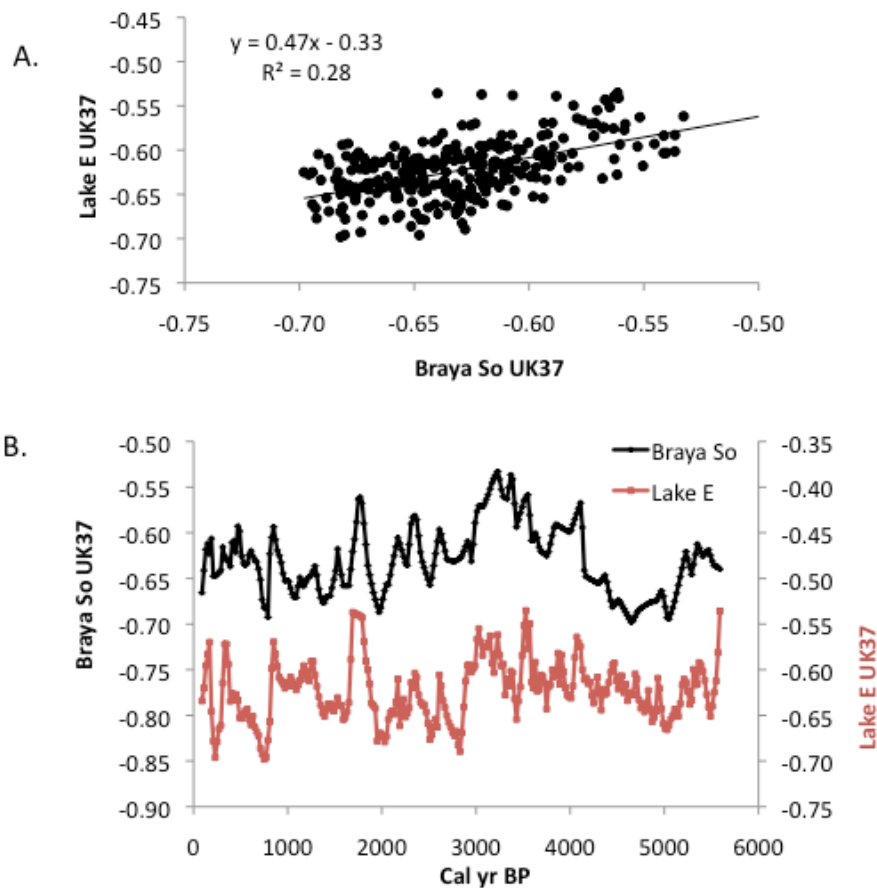 A.
y = 0.47x - 0.33
R² = 0.28
-0.45
-0.50
-0.55
-0.60
-0.65
-0.70
-0.75
Lake E UK37
-0.75 -0.70 -0.65 -0.60 -0.55 -0.50
Braya So UK37
B.
Braya So
Lake E
-0.50
-0.55
-0.60
-0.65
-0.70
-0.75
-0.80
-0.85
-0.90
Braya So UK37
-0.35
-0.40
-0.45
-0.50
-0.55
-0.60
-0.65
-0.70
-0.75
Lake E UK37
0 1000 2000 3000 4000 5000 6000
Cal yr BP